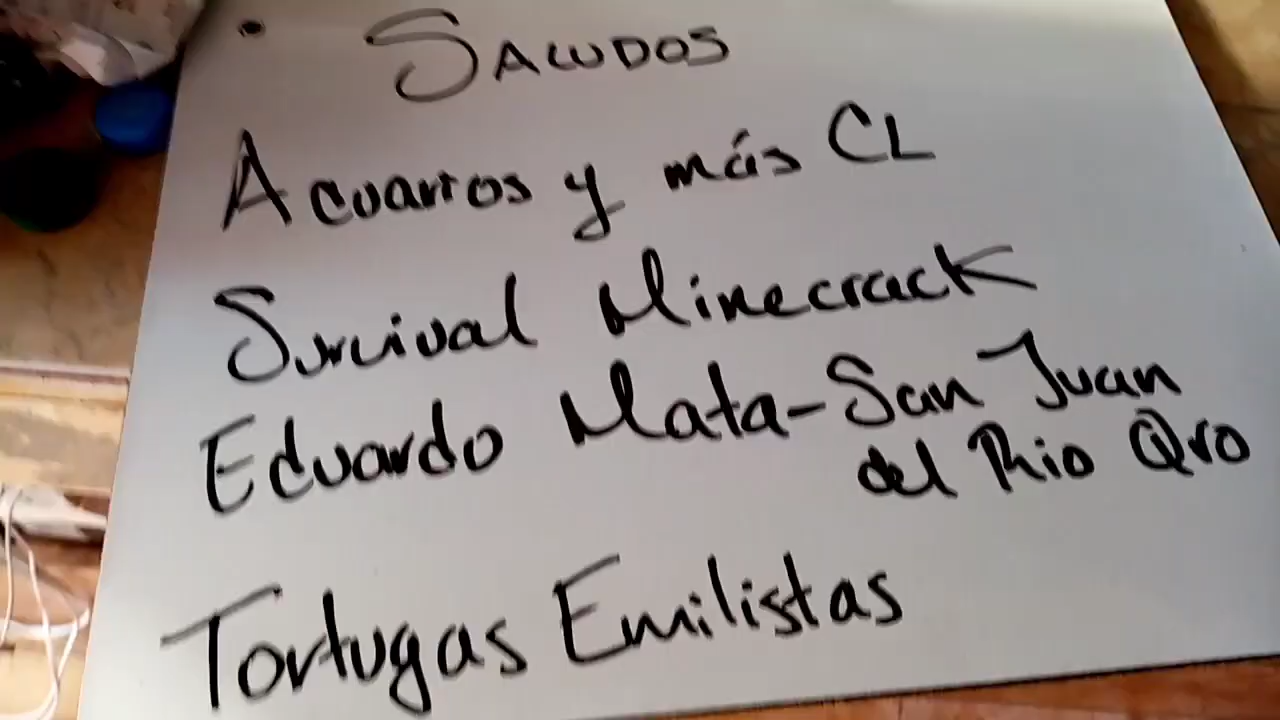 SALUDOS
Acuarios y más CL
Survival Minecrack
Eduardo Mata-San Juan
del Rio Qro
Tortugas Emilistas